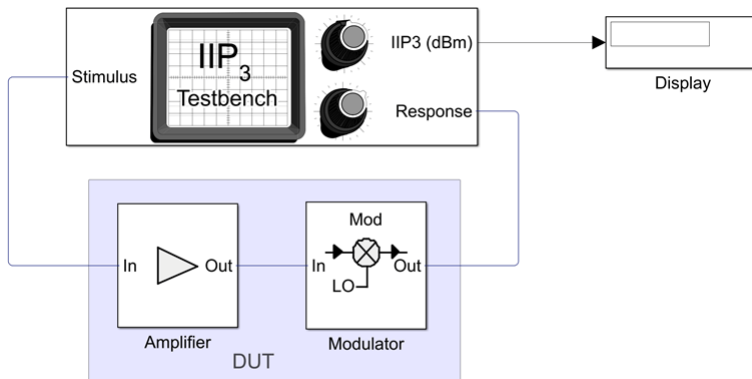 IIP3
Testbench
Stimulus
IIP3 (dBm)
Response
Display
In
Out
Amplifier
Mod
In
Out
LO
Modulator
DUT